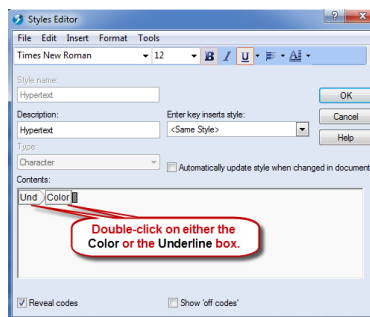 Styles Editor
File Edit Insert Format Tools
Times New Roman 12 B I U A
Style name:
Hypertext
OK
Description:
Enter key inserts style:
Cancel
Hypertext
<Same Style>
Help
Type:
Character
Automatically update style when changed in document
Contents:
Und Color
Double-click on either the
Color or the Underline box.
Reveal codes
Show 'off codes'